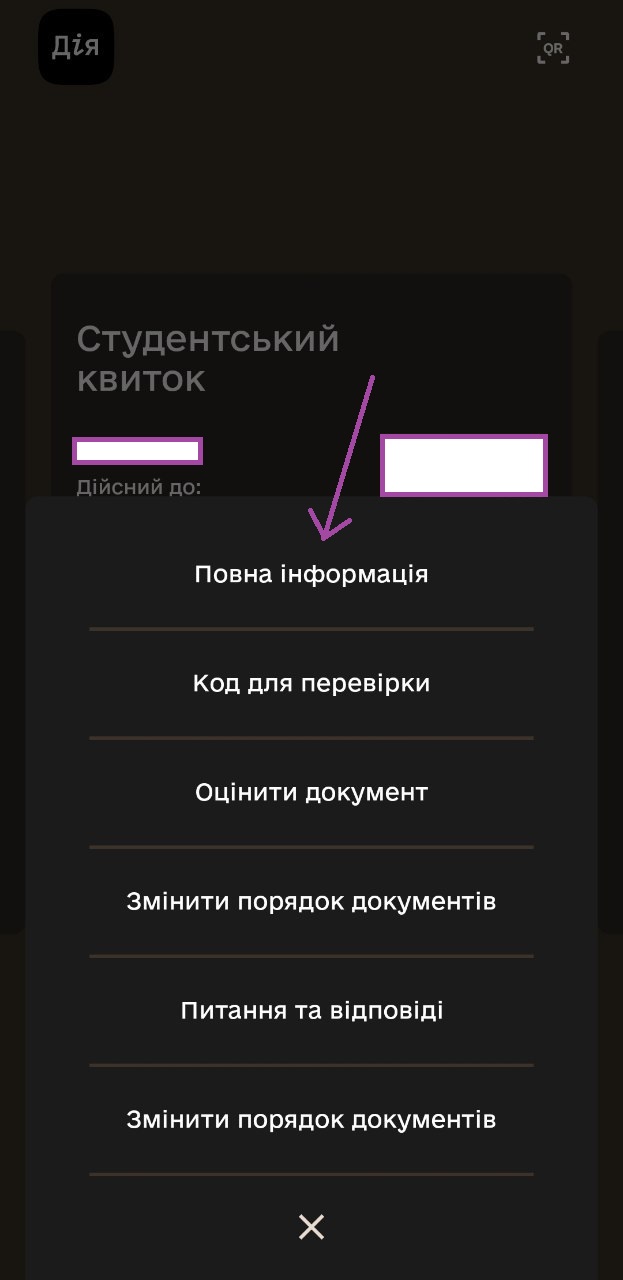 Дія
QR
Студентський
квиток
Дійсний до:
Повна інформація
Код для перевірки
Оцінити документ
Змінити порядок документів
Питання та відповіді
Змінити порядок документів